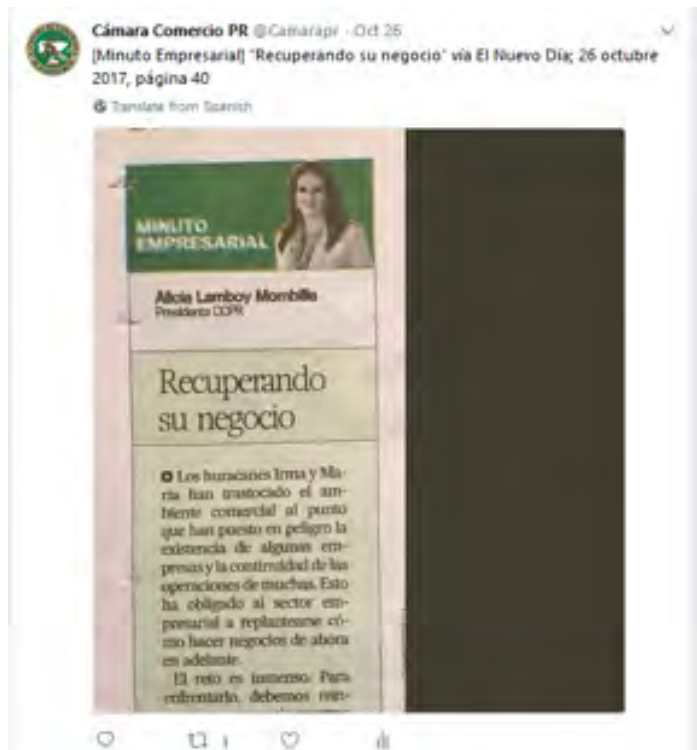 Cámara Comercio PR @Camarapr · Oct 26
[Minuto Empresarial] "Recuperando su negocio" vía El Nuevo Día; 26 octubre
2017, página 40
Translate from Spanish
MINUTO
EMPRESARIAL
Alicia Lamboy Mombille
Presidenta CCPR
Recuperando
su negocio
Los huracanes Irma y Ma-
ría han trastocado el am-
biente comercial al punto
que han puesto en peligro la
existencia de algunas em-
presas y la continuidad de las
operaciones de muchas. Esto
ha obligado al sector em-
presarial a replantearse có-
mo hacer negocios de ahora
en adelante.
El reto es inmenso. Para
enfrentarlo, debemos rein-